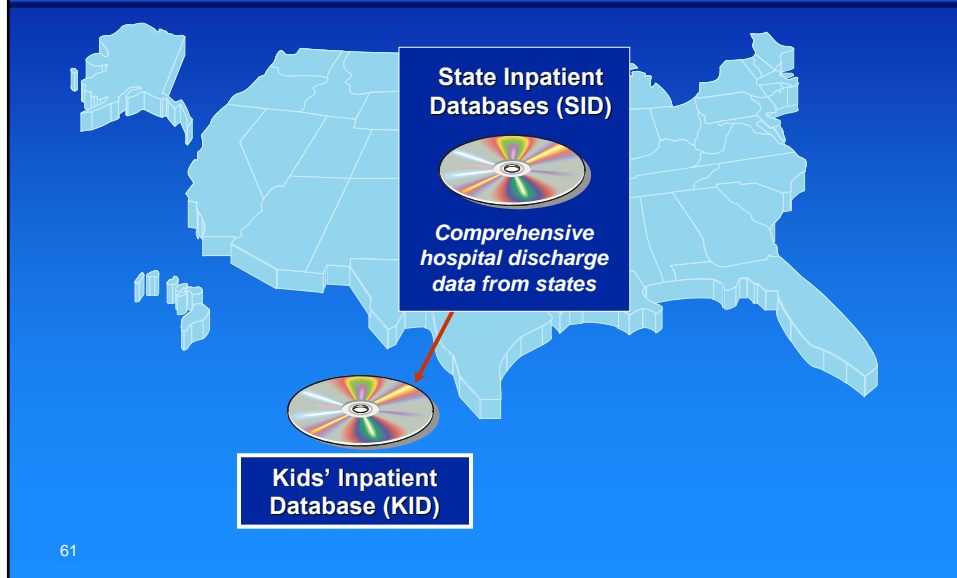 State Inpatient
Databases (SID)
Comprehensive
hospital discharge
data from states
Kids’ Inpatient
Database (KID)
61